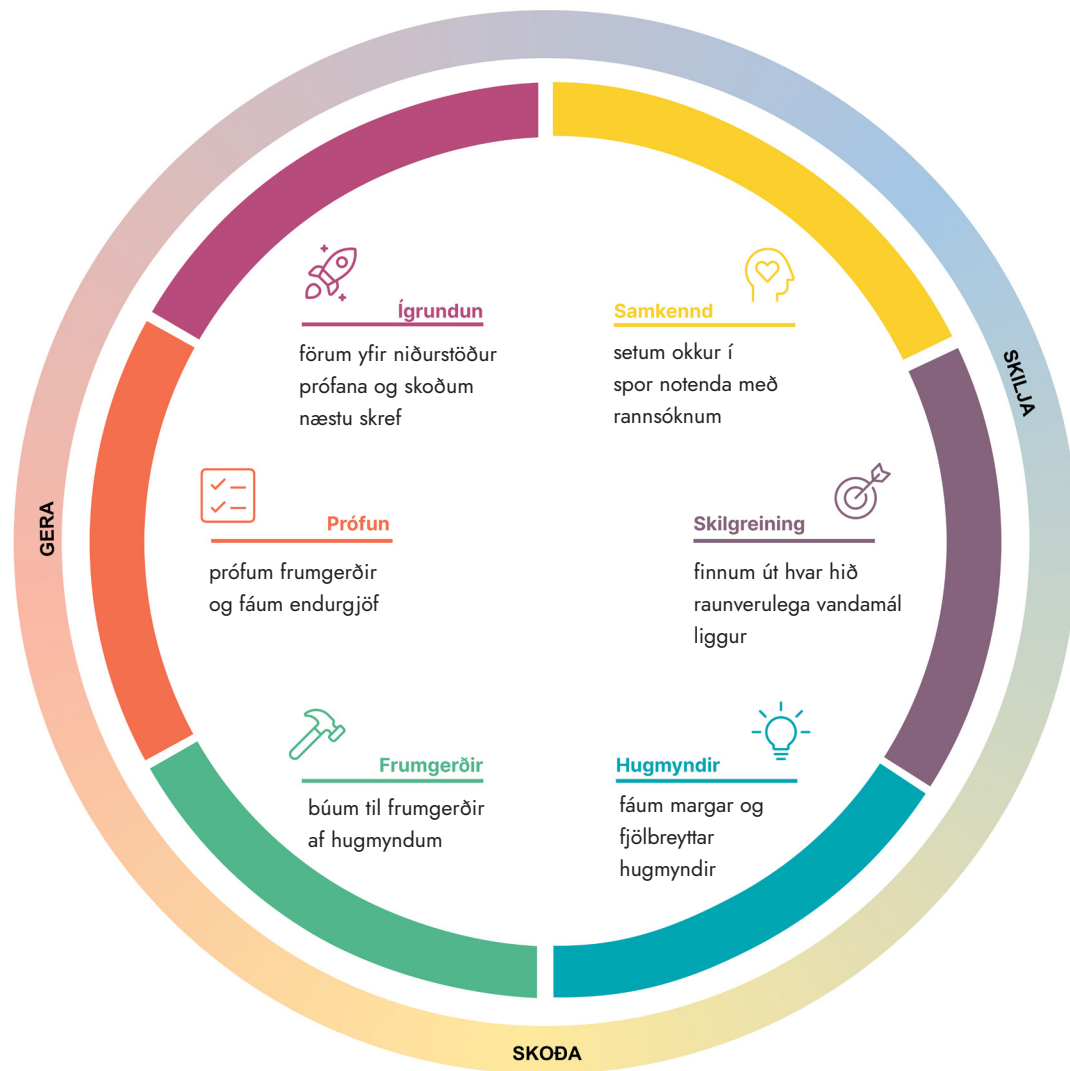 Samkennd
setum okkur í
spor notenda með
rannsóknum
SKILJA
Skilgreining
finnum út hvar hið
raunverulega vandamál
liggur
Hugmyndir
fáum margar og
fjölbreyttar
hugmyndir
SKOÐA
Frumgerðir
búum til frumgerðir
af hugmyndum
Prófun
prófum frumgerðir
og fáum endurgjöf
GERA
Ígrundun
förum yfir niðurstöður
prófana og skoðum
næstu skref